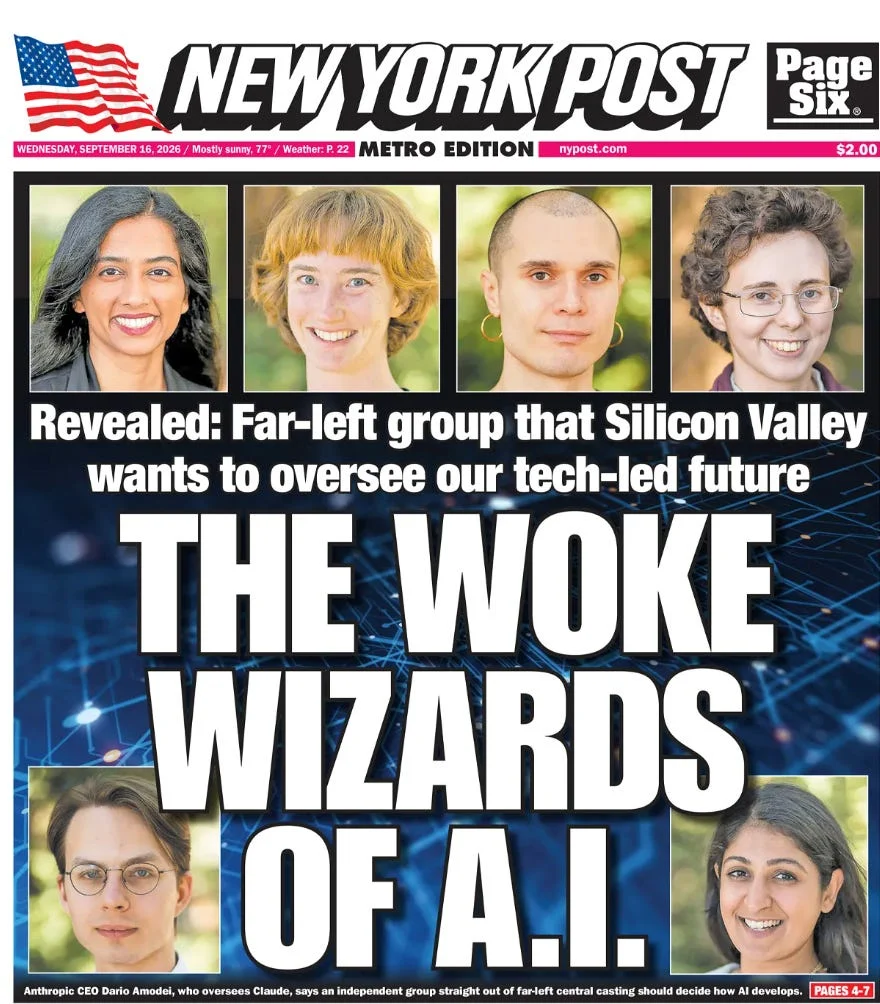 NEW YORK POST
Page
Six®
WEDNESDAY, SEPTEMBER 16, 2026 / Mostly sunny, 77° / Weather: P. 22 METRO EDITION nypost.com $2.00
Revealed: Far-left group that Silicon Valley
wants to oversee our tech-led future
THE WOKE
WIZARDS
OF A.I.
Anthropic CEO Dario Amodei, who oversees Claude, says an independent group straight out of far-left central casting should decide how AI develops. PAGES 4-7